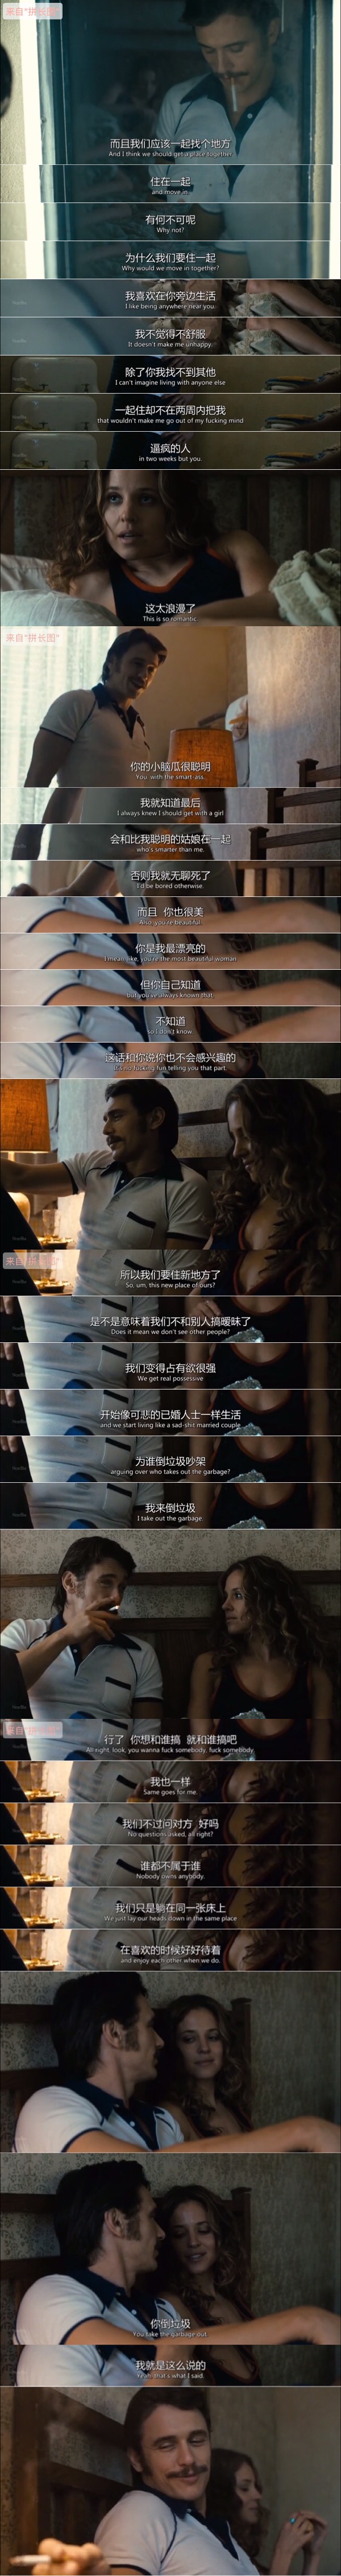 来自"拼长图"
而且我们应该一起找个地方
And I think we should get a place together
住在一起
and move in.
有何不可呢
Why not?
为什么我们要住一起
Why would we move in together?
我喜欢在你旁边生活
I like being anywhere near you.
我不觉得不舒服
It doesn't make me unhappy.
除了你我找不到其他
I can't imagine living with anyone else
一起住却不在两周内把我
that wouldn't make me go out of my fucking mind
逼疯的人
in two weeks but you.
这太浪漫了
This is so romantic.
来自"拼长图"
你的小脑瓜很聪明
You, with the smart-ass.
我就知道最后
I always knew I should get with a girl
会和比我聪明的姑娘在一起
who's smarter than me.
否则我就无聊死了
I'd be bored otherwise.
而且 你也很美
Also, you're beautiful.
你是我最漂亮的
I mean, like, you're the most beautiful woman
但你自己知道
but you've always known that.
不知道
so I don't know
这话和你说你也不会感兴趣的
it's no fucking fun telling you that part.
来自"拼长图"
所以我们要住新地方了
So, um, this new place of ours?
是不是意味着我们不和别人搞暧昧了
Does it mean we don't see other people?
我们变得占有欲很强
We get real possessive
开始像可悲的已婚人士一样生活
and we start living like a sad-shit married couple
为谁倒垃圾吵架
arguing over who takes out the garbage?
我来倒垃圾
I take out the garbage.
来自"拼长图"
行了 你想和谁搞 就和谁搞吧
All right, look, you wanna fuck somebody, fuck somebody.
我也一样
Same goes for me.
我们不过问对方 好吗
No questions asked, all right?
谁都不属于谁
Nobody owns anybody.
我们只是躺在同一张床上
We just lay our heads down in the same place
在喜欢的时候好好待着
and enjoy each other when we do.
你倒垃圾
You take the garbage out.
我就是这么说的
Yeah, that's what I said.